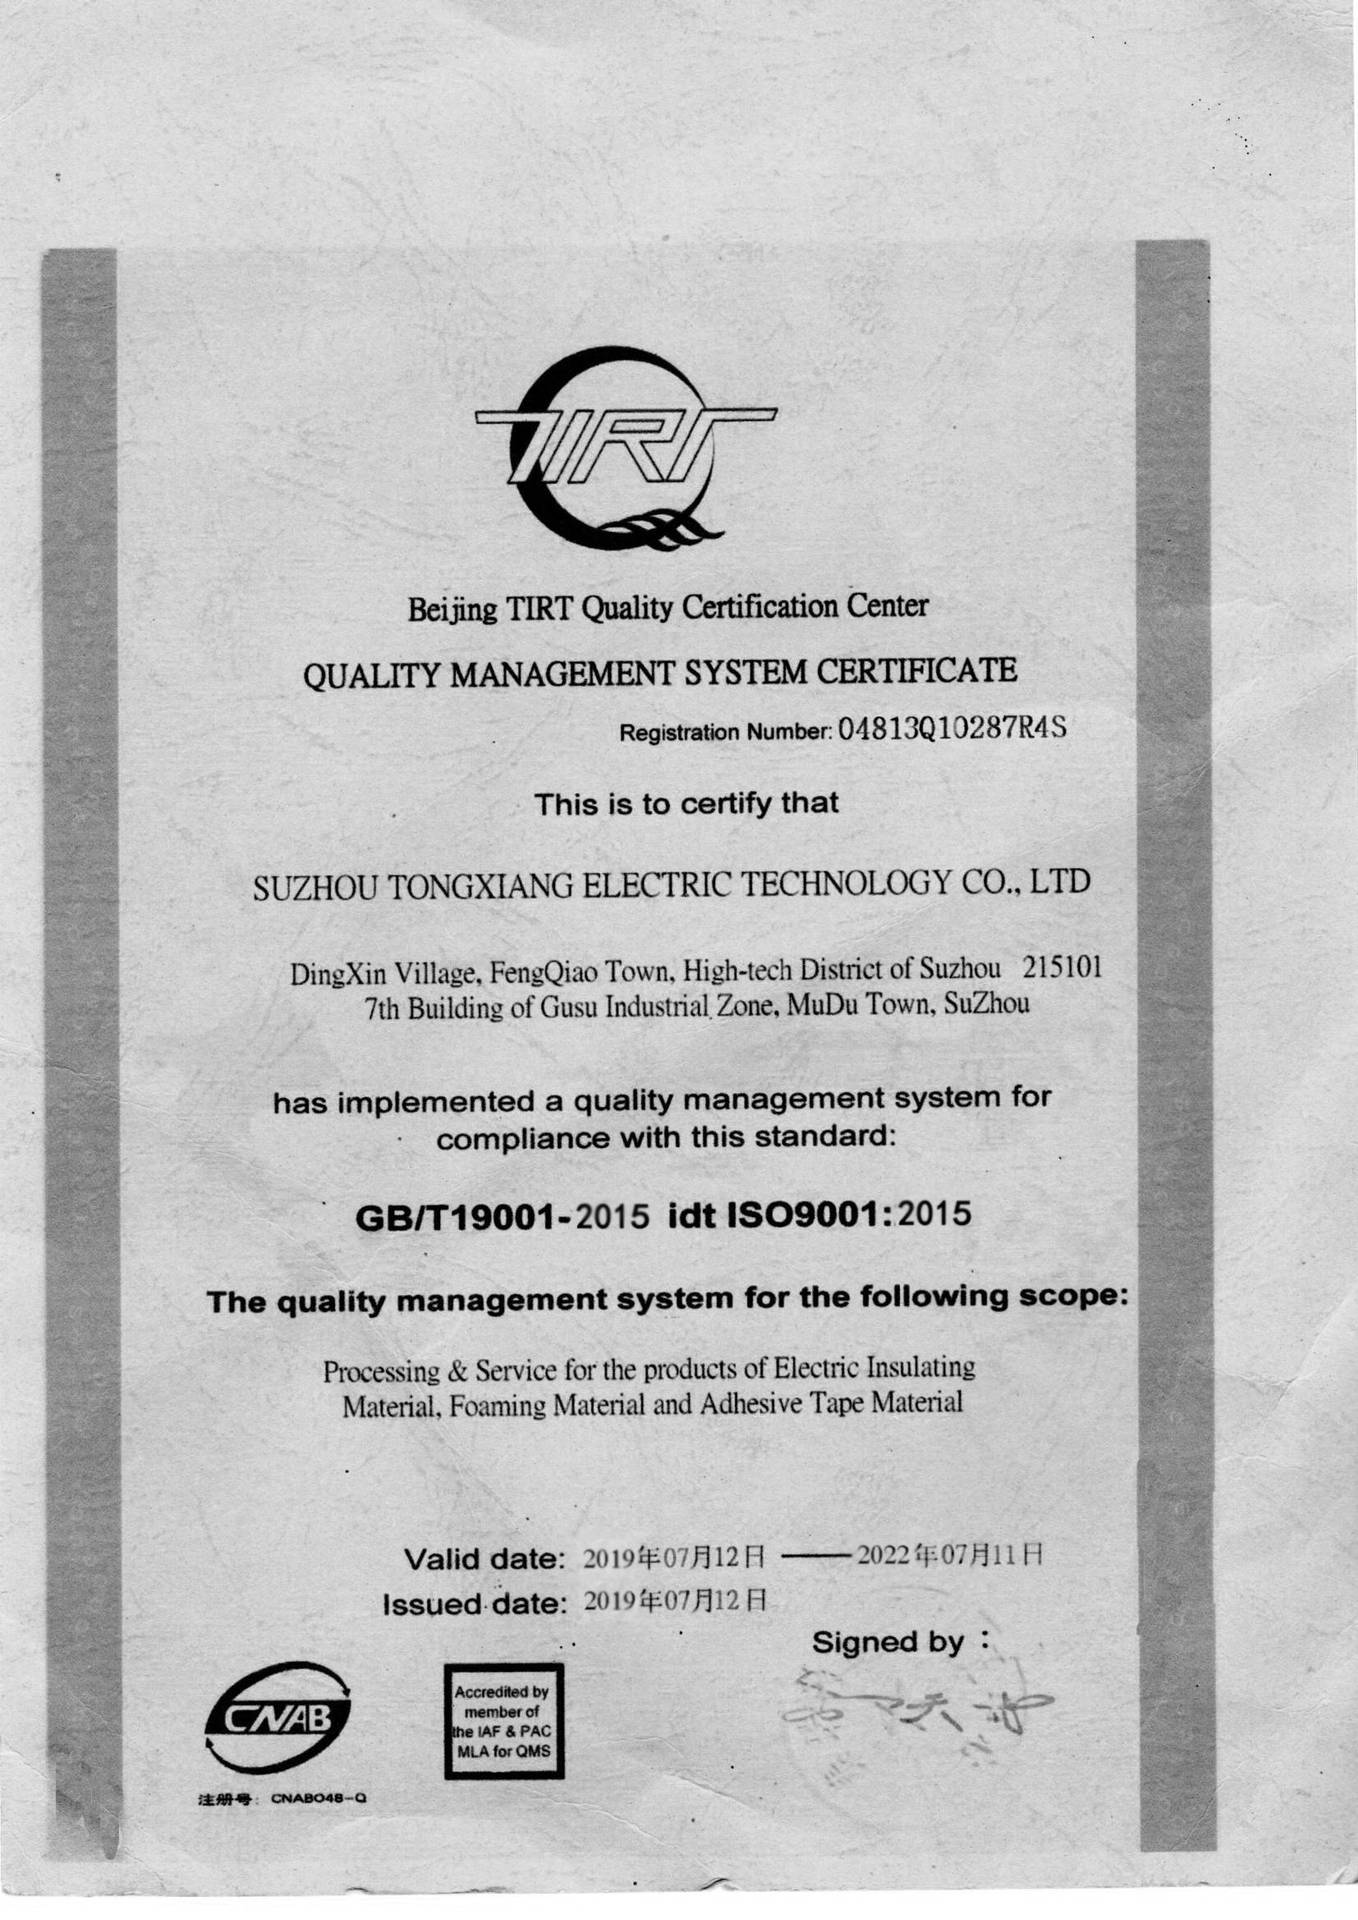 TIRT
Beijing TIRT Quality Certification Center
QUALITY MANAGEMENT SYSTEM CERTIFICATE
Registration Number: 04813Q10287R4S
This is to certify that
SUZHOU TONGXIANG ELECTRIC TECHNOLOGY CO., LTD
DingXin Village, FengQiao Town, High-tech District of Suzhou 215101
7th Building of Gusu Industrial Zone, MuDu Town, SuZhou
has implemented a quality management system for
compliance with this standard:
GB/T19001-2015 idt ISO9001:2015
The quality management system for the following scope:
Processing & Service for the products of Electric Insulating
Material, Foaming Material and Adhesive Tape Material
Valid date: 2019年07月12日 ——2022年07月11日
Issued date: 2019年07月12日
Signed by :
CNAB
注册号: CNAB048-Q
Accredited by
member of
the IAF & PAC
MLA for QMS